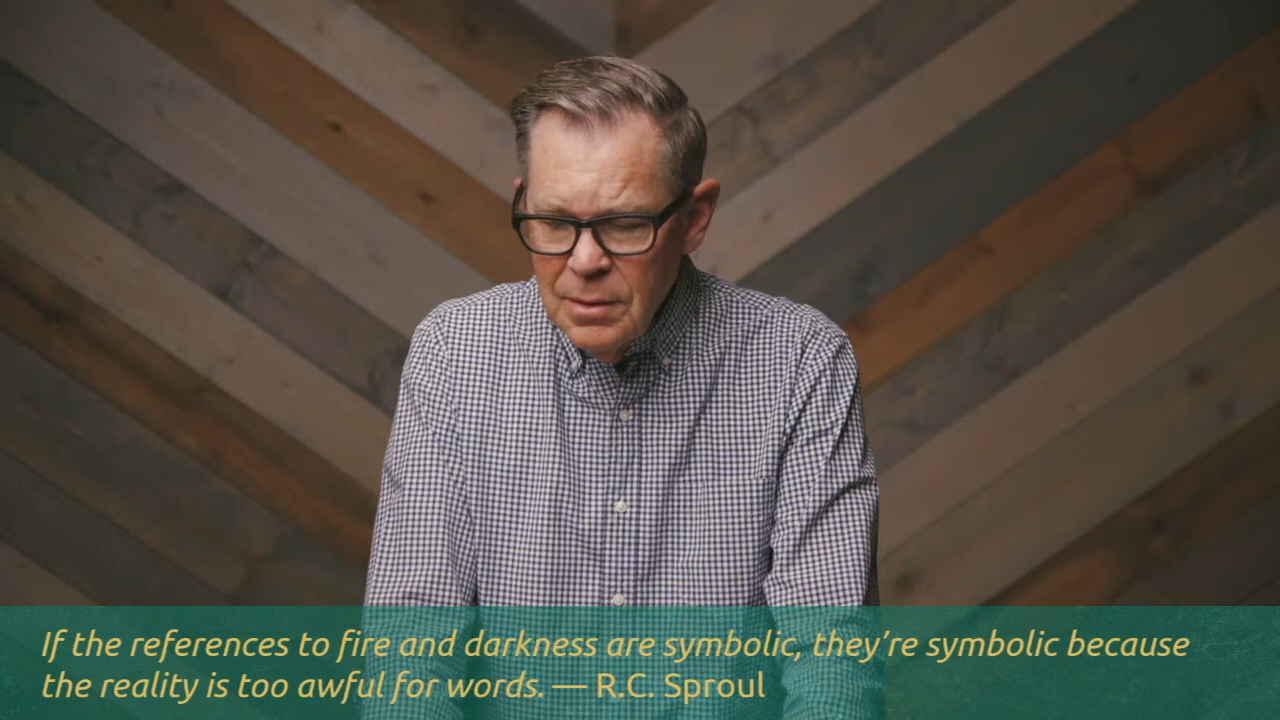 If the references to fire and darkness are symbolic, they're symbolic because
the reality is too awful for words. — R.C. Sproul